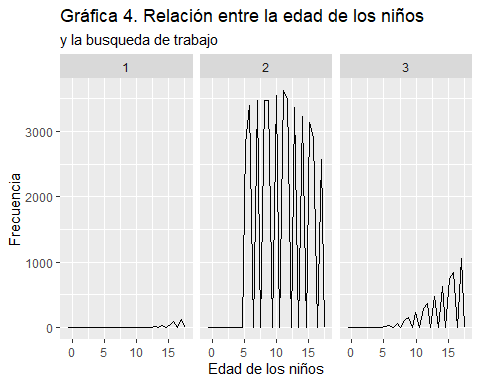 Gráfica 4. Relación entre la edad de los niños
y la busqueda de trabajo
1 2 3
Frecuencia
3000
2000
1000
0
0 5 10 15 0 5 10 15 0 5 10 15
Edad de los niños